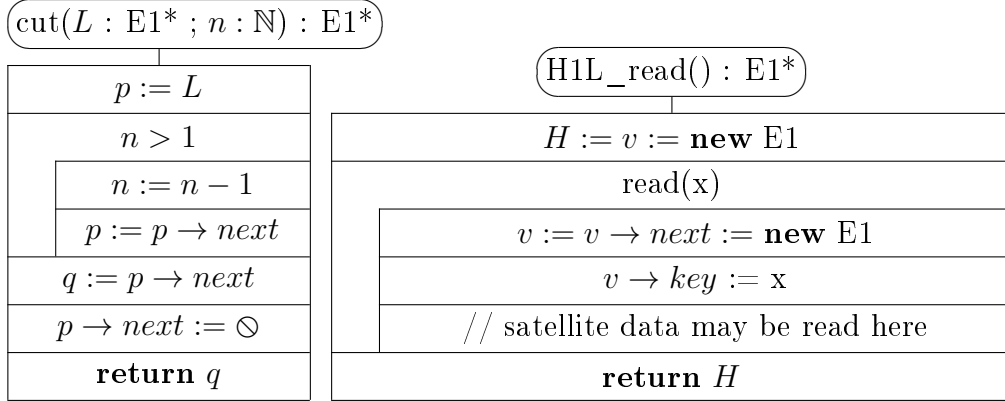 cut(L : E1* ; n : ℕ) : E1*
p := L
n > 1
n := n − 1
p := p → next
q := p → next
p → next := ⦸
return q
H1L_read() : E1*
H := v := new E1
read(x)
v := v → next := new E1
v → key := x
// satellite data may be read here
return H